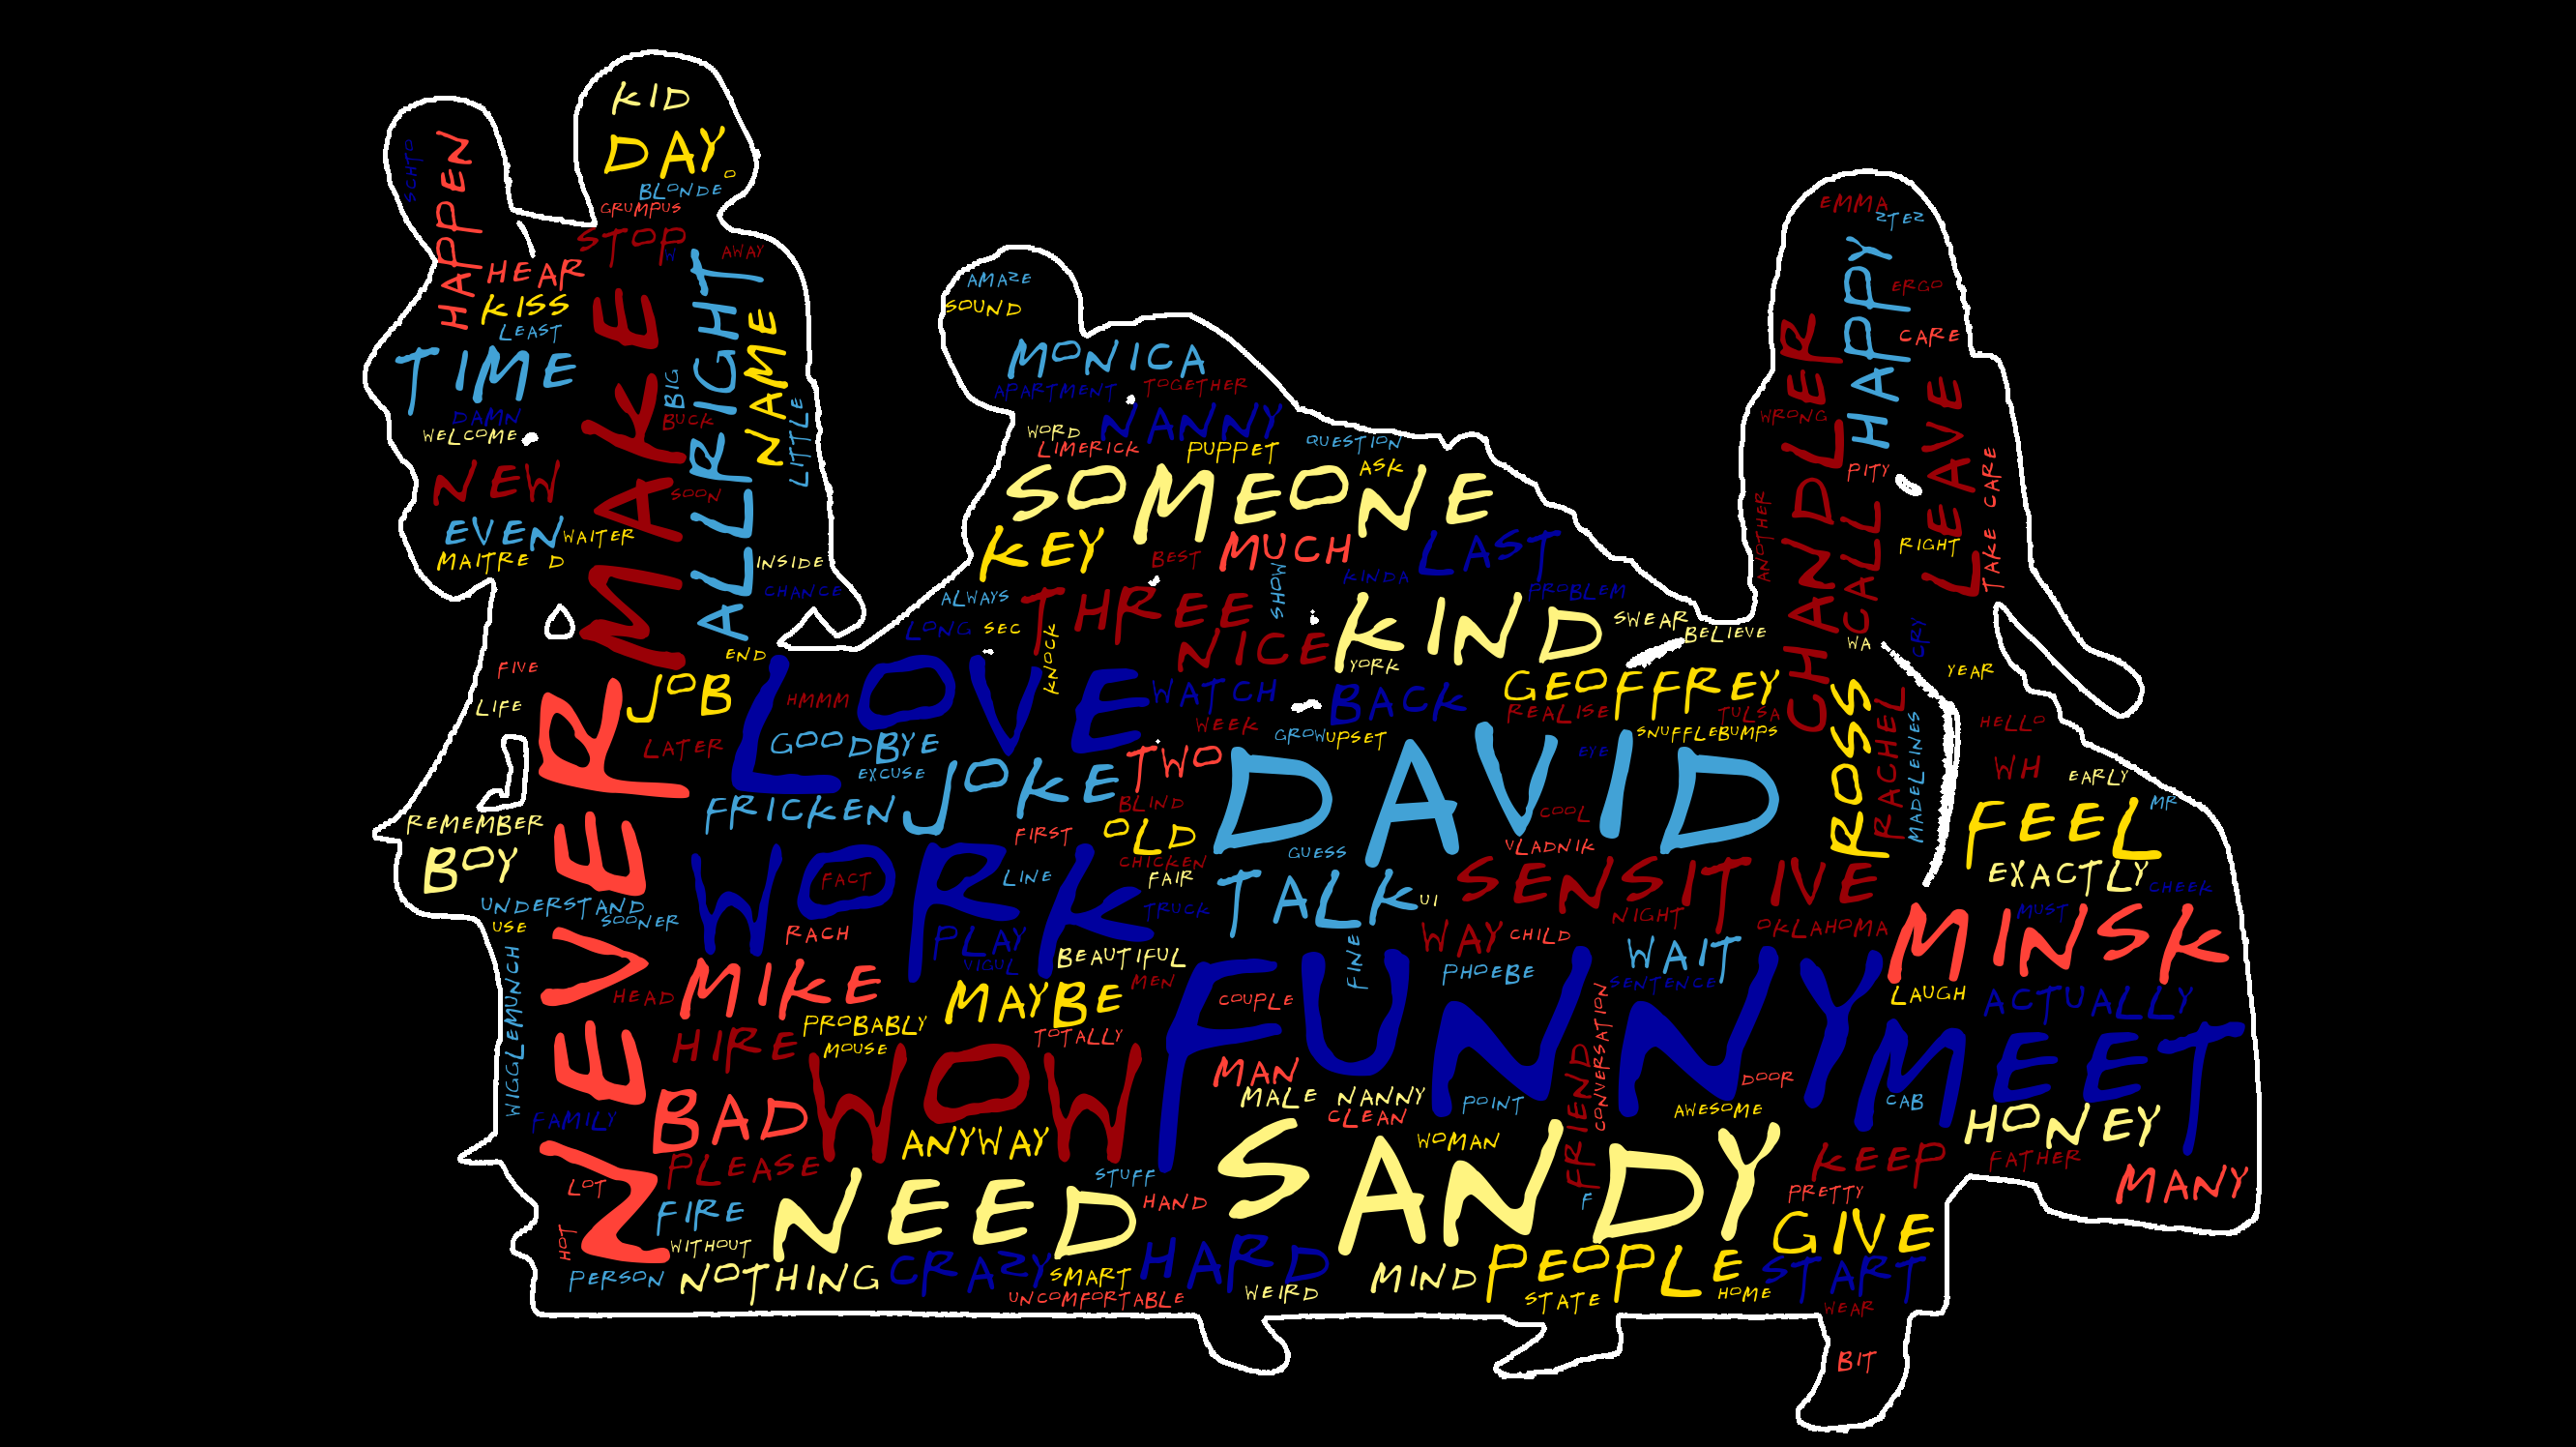 KID
DAY
O
BLONDE
GRUMPUS
SCHTO
HAPPEN
STOP
AWAY
HEAR
KISS
LEAST
TIME
DAMN
WELCOME
NEW
EVEN
WAITER
MAITRE D
MAKE
BIG
BUCK
SOON
ALLRIGHT
NAME
LITTLE
INSIDE
CHANCE
END
AMAZE
SOUND
MONICA
APARTMENT
TOGETHER
NANNY
WORD
LIMERICK
PUPPET
QUESTION
ASK
SOMEONE
KEY
BEST
MUCH
LAST
KINDA
PROBLEM
ALWAYS
THREE
SHOW
KIND
SWEAR
BELIEVE
LONG
SEC
KNOCK
NICE
YORK
EMMA
ZTEZ
HAPPY
ERGO
CARE
CHANDLER
WRONG
LEAVE
PITY
CALL
RIGHT
TAKE CARE
ANOTHER
WA
CRY
YEAR
FIVE
LIFE
JOB
LATER
NEVER
LOVE
HMMM
GOODBYE
EXCUSE
WATCH
WEEK
BACK
GROW
UPSET
GEOFFREY
REALISE
TULSA
SNUFFLEBUMPS
EYE
ROSS
RACHEL
MADELEINES
HELLO
WH
EARLY
MR
FEEL
EXACTLY
CHEEK
REMEMBER
BOY
UNDERSTAND
SOONER
USE
WIGGLEMUNCH
FRICKEN
JOKE
TWO
BLIND
FIRST
OLD
CHICKEN
FAIR
DAVID
COOL
VLADNIK
GUESS
WORK
FACT
LINE
TRUCK
TALK
UI
SENSITIVE
NIGHT
OKLAHOMA
MUST
MINSK
RACH
PLAY
VIGUL
BEAUTIFUL
MEN
FINE
WAY
CHILD
PHOEBE
WAIT
SENTENCE
LAUGH
ACTUALLY
HEAD
MIKE
MAYBE
PROBABLY
MOUSE
TOTALLY
HIRE
COUPLE
FUNNY
CONVERSATION
FRIEND
MEET
FAMILY
BAD
WOW
MAN
MALE NANNY
CLEAN
POINT
DOOR
AWESOME
CAB
HONEY
PLEASE
ANYWAY
STUFF
SANDY
WOMAN
F
KEEP
FATHER
MANY
LOT
HOT
FIRE
WITHOUT
NEED
HAND
PRETTY
GIVE
PERSON
NOTHING
CRAZY
SMART
UNCOMFORTABLE
HARD
WEIRD
MIND
PEOPLE
STATE
HOME
START
WEAR
BIT